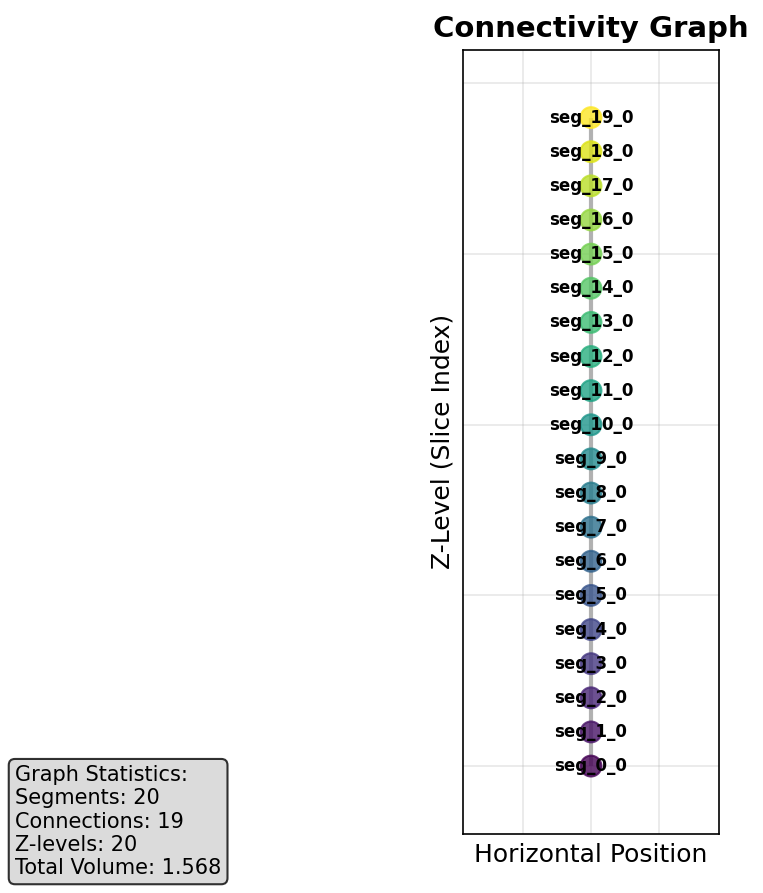 Connectivity Graph
seg_19_0
seg_18_0
seg_17_0
seg_16_0
seg_15_0
seg_14_0
seg_13_0
seg_12_0
seg_11_0
seg_10_0
seg_9_0
seg_8_0
seg_7_0
seg_6_0
seg_5_0
seg_4_0
seg_3_0
seg_2_0
seg_1_0
seg_0_0
Z-Level (Slice Index)
Horizontal Position
Graph Statistics:
Segments: 20
Connections: 19
Z-levels: 20
Total Volume: 1.568